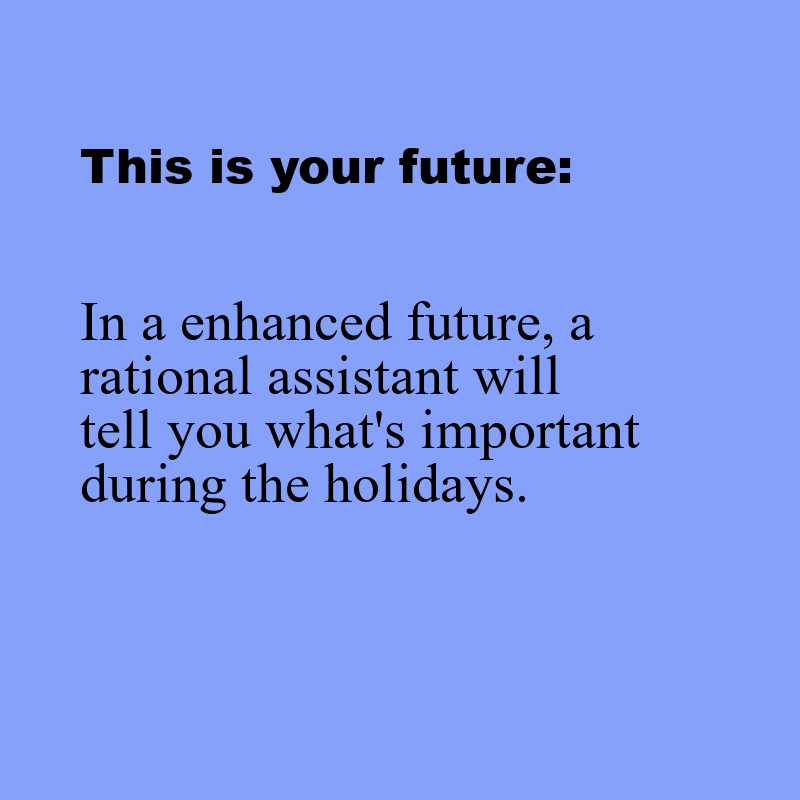 This is your future:
In a enhanced future, a
rational assistant will
tell you what's important
during the holidays.